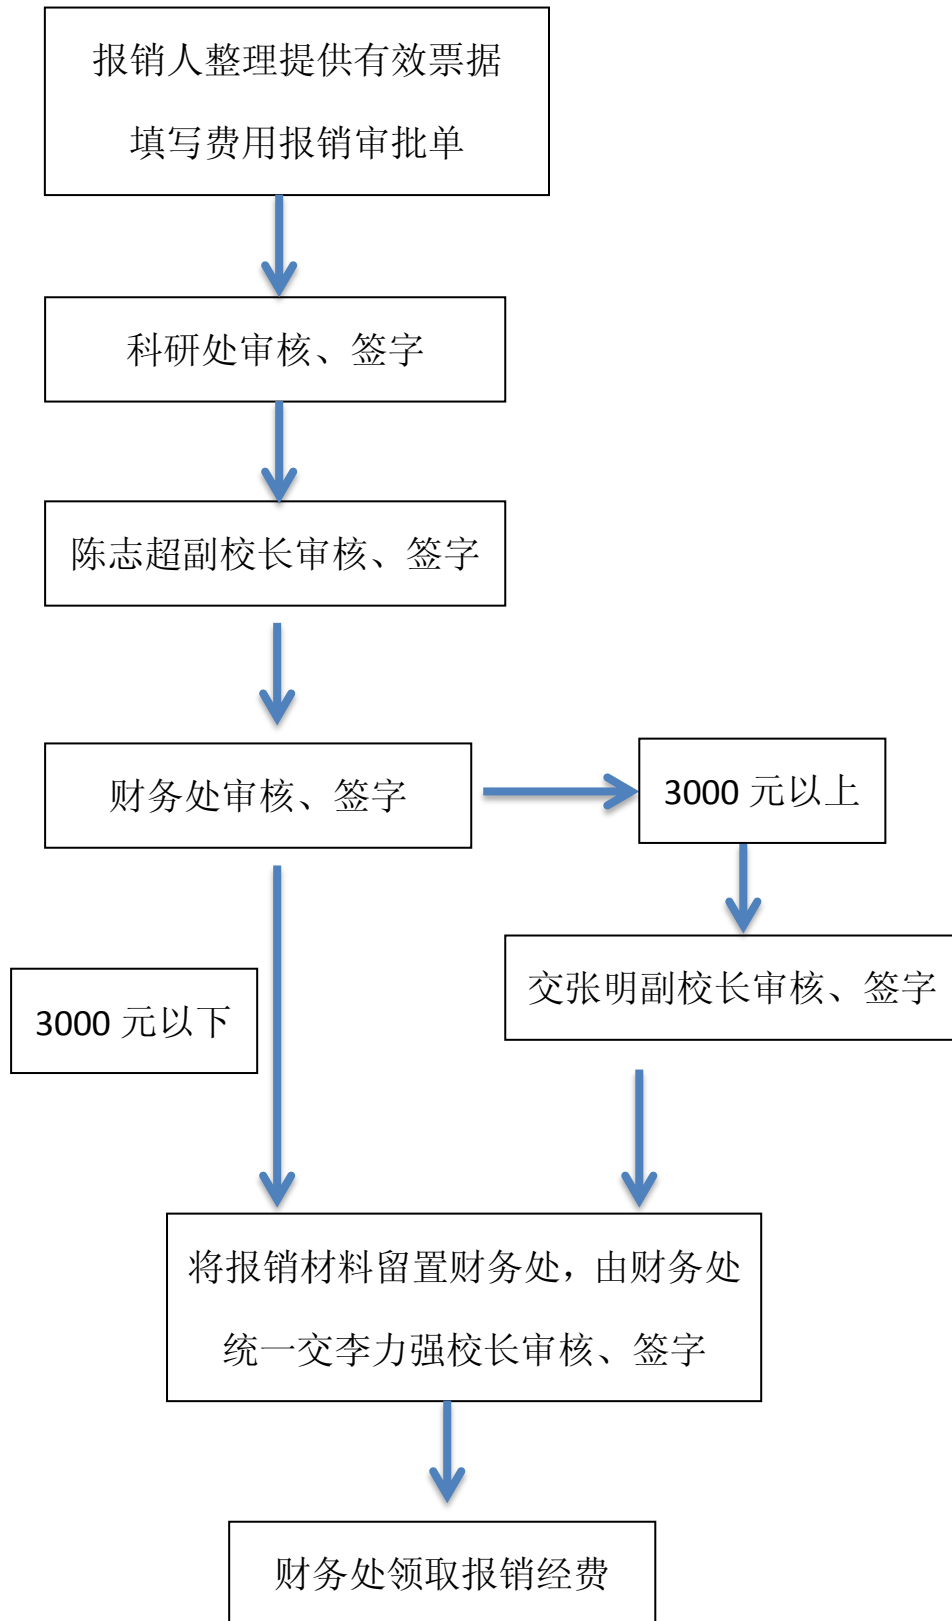 报销人整理提供有效票据
填写费用报销审批单
科研处审核、签字
陈志超副校长审核、签字
财务处审核、签字
3000 元以上
交张明副校长审核、签字
3000 元以下
将报销材料留置财务处，由财务处
统一交李力强校长审核、签字
财务处领取报销经费